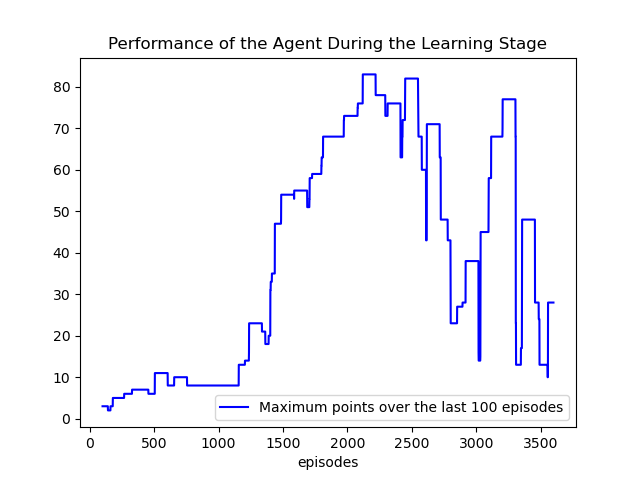 Performance of the Agent During the Learning Stage
80
70
60
50
40
30
20
10
0
Maximum points over the last 100 episodes
0 500 1000 1500 2000 2500 3000 3500
episodes